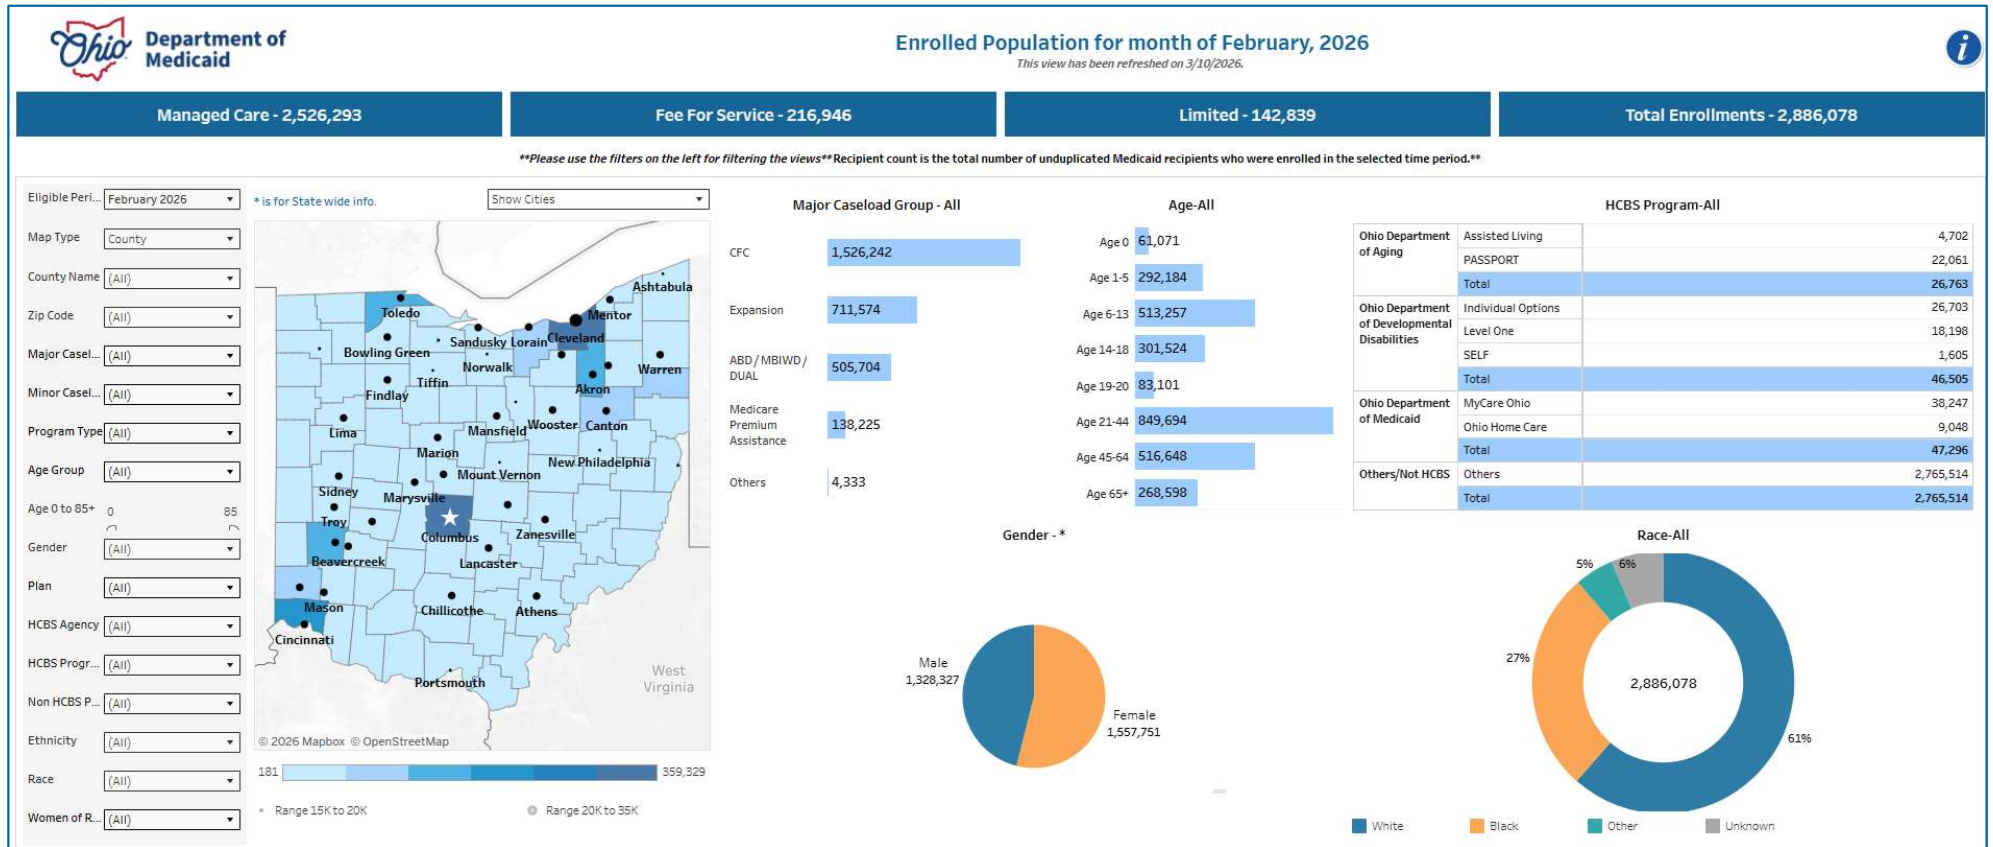 Ohio
Department of
Medicaid
Enrolled Population for month of February, 2026
This view has been refreshed on 3/10/2026.
i
Managed Care - 2,526,293
Fee For Service - 216,946
Limited - 142,839
Total Enrollments - 2,886,078
**Please use the filters on the left for filtering the views** Recipient count is the total number of unduplicated Medicaid recipients who were enrolled in the selected time period.**
Eligible Peri... February 2026
Map Type County
County Name (All)
Zip Code (All)
Major Casel... (All)
Minor Casel... (All)
Program Type (All)
Age Group (All)
Age 0 to 85+ 0 85
Gender (All)
Plan (All)
HCBS Agency (All)
HCBS Progr... (All)
Non HCBS P... (All)
Ethnicity (All)
Race (All)
Women of R... (All)
* is for State wide info.
Show Cities
Ashtabula
Toledo
Mentor
Sandusky
Lorain
Cleveland
Bowling Green
Norwalk
Warren
Tiffin
Akron
Findlay
Lima
Mansfield
Wooster
Canton
Marion
New Philadelphia
Mount Vernon
Sidney
Marysville
Troy
Columbus
Zanesville
Beavercreek
Lancaster
Mason
Chillicothe
Athens
Cincinnati
West
Virginia
Portsmouth
© 2026 Mapbox © OpenStreetMap
181 359,329
Range 15K to 20K
Range 20K to 35K
Major Caseload Group - All
CFC 1,526,242
Expansion 711,574
ABD / MBIWD /
DUAL
505,704
Medicare
Premium
Assistance
138,225
Others 4,333
Age-All
Age 0 61,071
Age 1-5 292,184
Age 6-13 513,257
Age 14-18 301,524
Age 19-20 83,101
Age 21-44 849,694
Age 45-64 516,648
Age 65+ 268,598
HCBS Program-All
Ohio Department
of Aging
Assisted Living 4,702
PASSPORT 22,061
Total 26,763
Ohio Department
of Developmental
Disabilities
Individual Options 26,703
Level One 18,198
SELF 1,605
Total 46,505
Ohio Department
of Medicaid
MyCare Ohio 38,247
Ohio Home Care 9,048
Total 47,296
Others/Not HCBS Others 2,765,514
Total 2,765,514
Gender - *
Male
1,328,327
Female
1,557,751
Race-All
5%
6%
27%
2,886,078
61%
White
Black
Other
Unknown